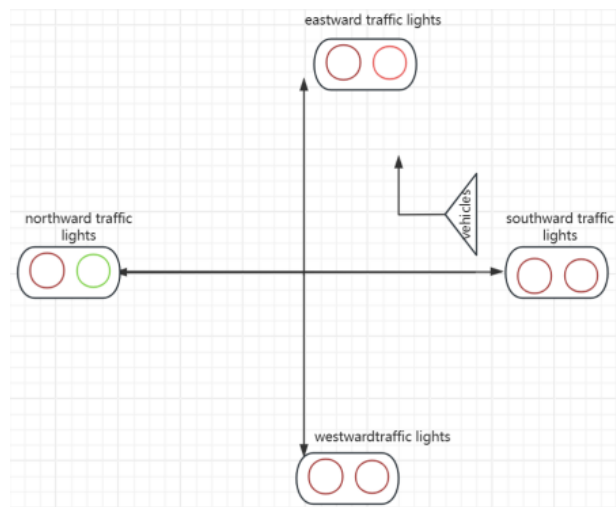 eastward traffic lights
vehicles
northward traffic
lights
southward traffic
lights
westwardtraffic lights